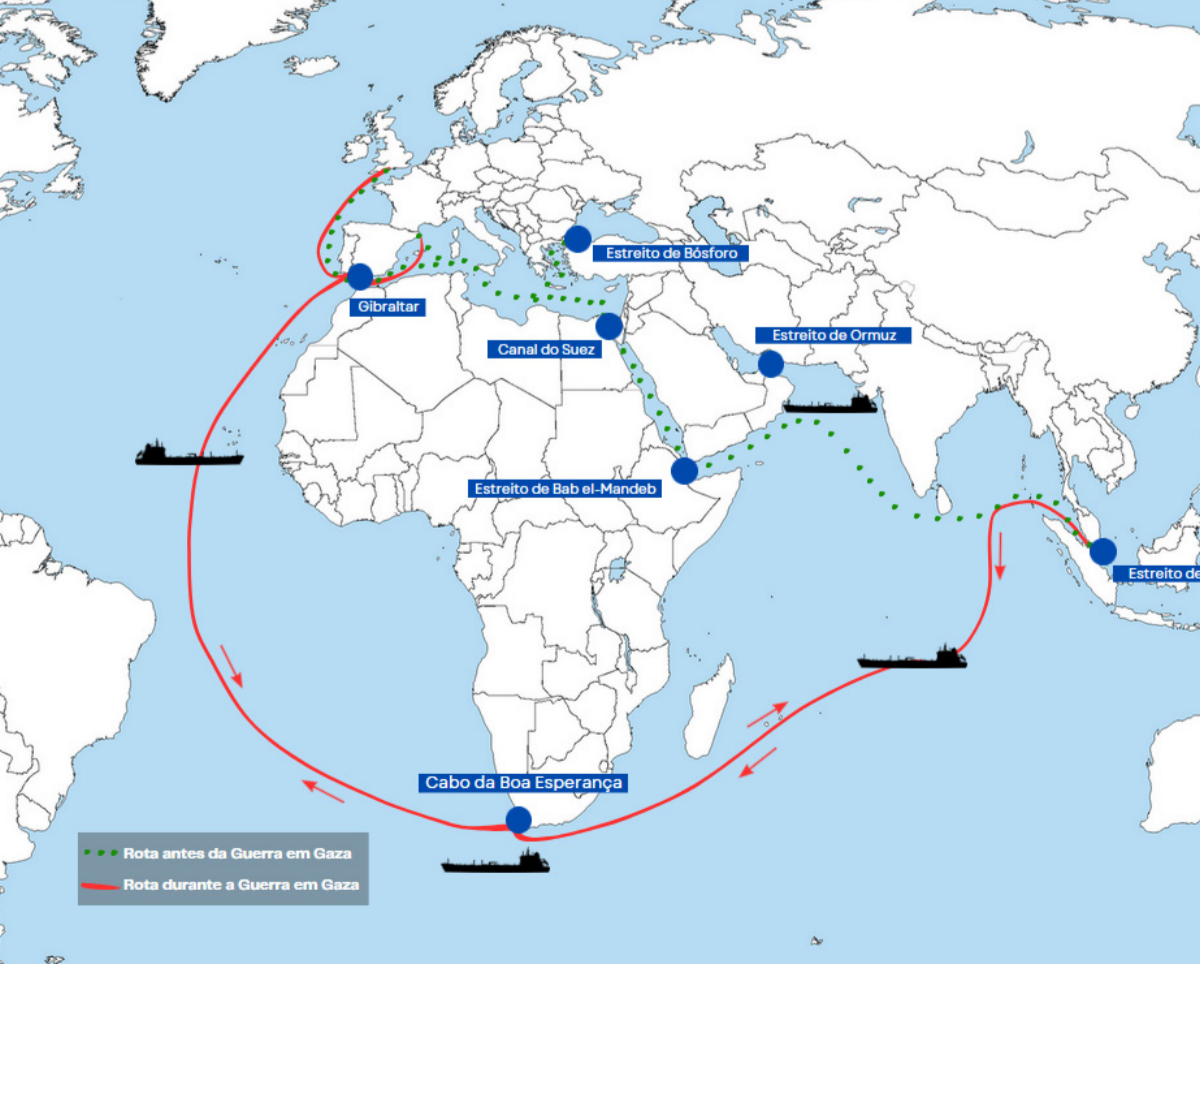 Estreito de Bósforo
Gibraltar
Estreito de Ormuz
Canal do Suez
Estreito de Bab el-Mandeb
Estreito de
Cabo da Boa Esperança
Rota antes da Guerra em Gaza
Rota durante a Guerra em Gaza